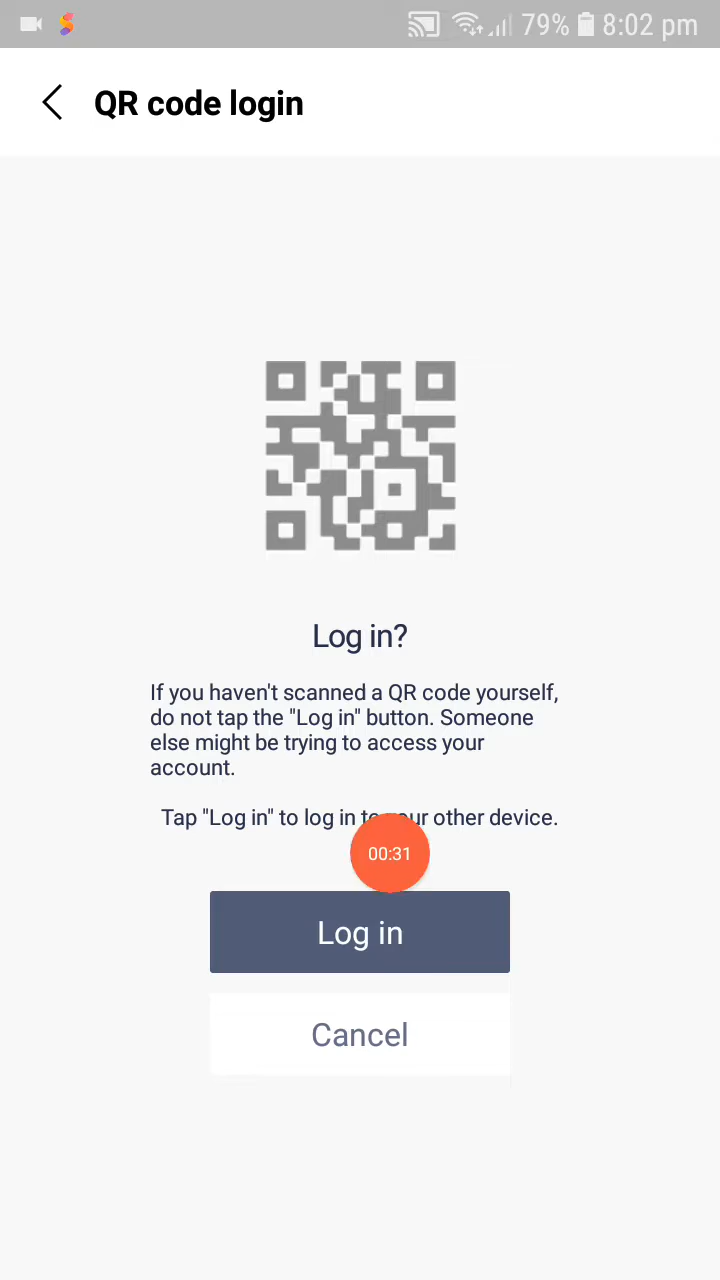 79% 8:02 pm
QR code login
Log in?
If you haven't scanned a QR code yourself,
do not tap the "Log in" button. Someone
else might be trying to access your
account.
Tap "Log in" to log in to your other device.
00:31
Log in
Cancel